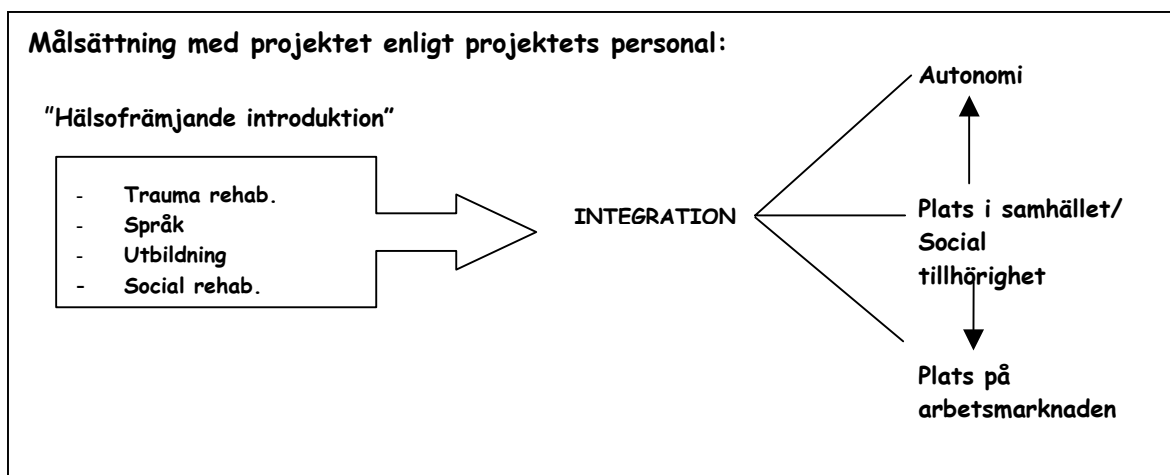 Målsättning med projektet enligt projektets personal:
"Hälsofrämjande introduktion"
- Trauma rehab.
- Språk
- Utbildning
- Social rehab.
INTEGRATION
Autonomi
Plats i samhället/
Social
tillhörighet
Plats på
arbetsmarknaden